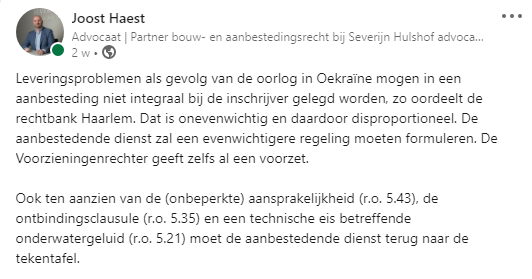 Joost Haest
Advocaat | Partner bouw- en aanbestedingsrecht bij Severijn Hulshof advoca...
2 w •
Leveringsproblemen als gevolg van de oorlog in Oekraïne mogen in een
aanbesteding niet integraal bij de inschrijver gelegd worden, zo oordeelt de
rechtbank Haarlem. Dat is onevenwichtig en daardoor disproportioneel. De
aanbestedende dienst zal een evenwichtigere regeling moeten formuleren. De
Voorzieningenrechter geeft zelfs al een voorzet.
Ook ten aanzien van de (onbeperkte) aansprakelijkheid (r.o. 5.43), de
ontbindingsclausule (r.o. 5.35) en een technische eis betreffende
onderwatergeluid (r.o. 5.21) moet de aanbestedende dienst terug naar de
tekentafel.